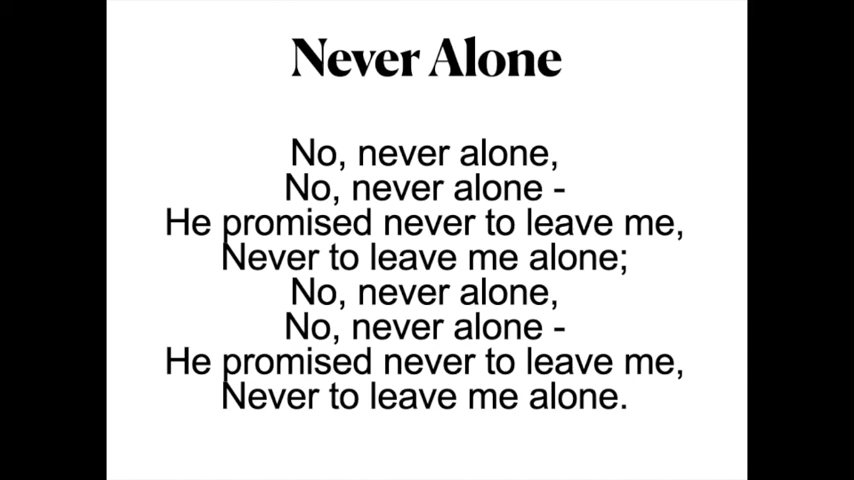 Never Alone
No, never alone,
No, never alone -
He promised never to leave me,
Never to leave me alone;
No, never alone,
No, never alone -
He promised never to leave me,
Never to leave me alone.